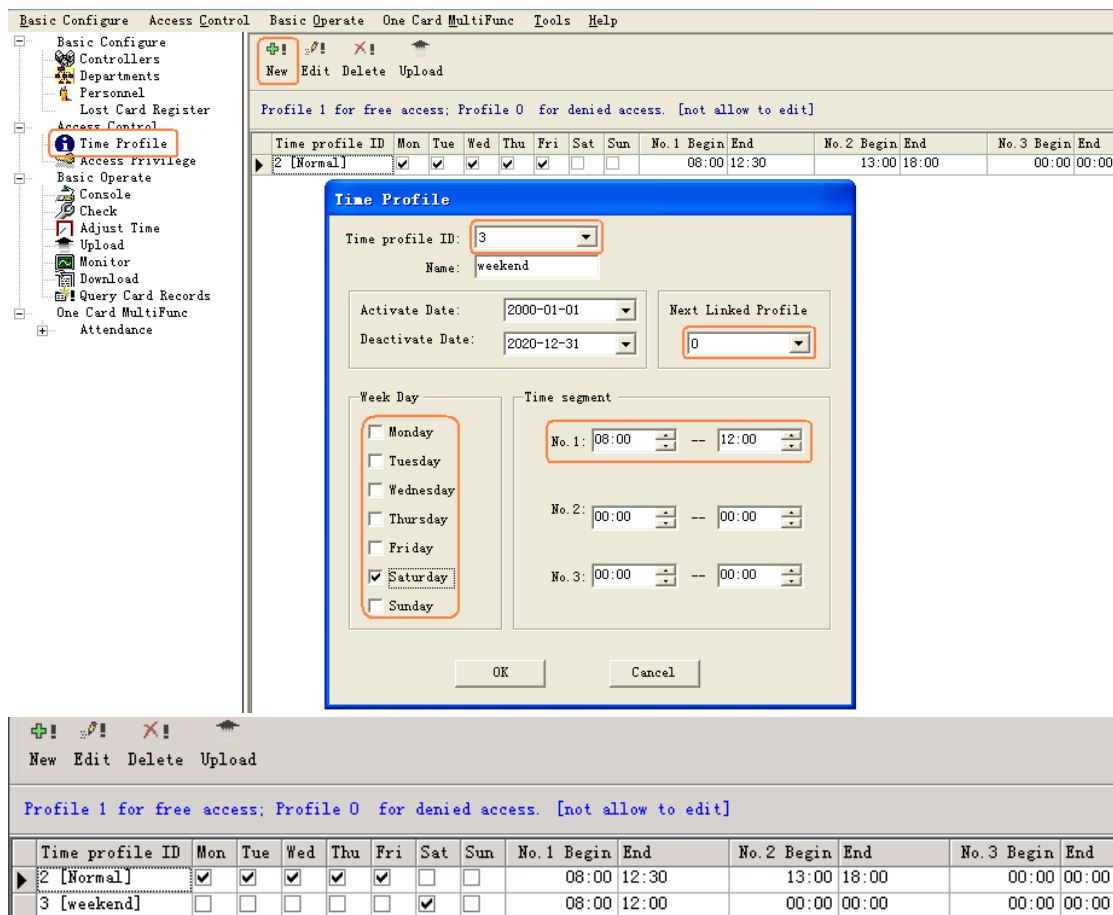 Basic Configure Access Control Basic Operate One Card MultiFunc Tools Help
Basic Configure
Controllers
Departments
Personnel
Lost Card Register
Access Control
Time Profile
Access Privilege
Basic Operate
Console
Check
Adjust Time
Upload
Monitor
Download
Query Card Records
One Card MultiFunc
Attendance
New Edit Delete Upload
Profile 1 for free access; Profile 0 for denied access. [not allow to edit]
Time profile ID Mon Tue Wed Thu Fri Sat Sun No.1 Begin End No.2 Begin End No.3 Begin End
2 [Normal] 08:00 12:30 13:00 18:00 00:00 00:00
Time Profile
Time profile ID: 3
Name: weekend
Activate Date: 2000-01-01
Deactivate Date: 2020-12-31
Next Linked Profile
0
Week Day
Monday
Tuesday
Wednesday
Thursday
Friday
Saturday
Sunday
Time segment
No.1: 08:00 -- 12:00
No.2: 00:00 -- 00:00
No.3: 00:00 -- 00:00
OK Cancel
New Edit Delete Upload
Profile 1 for free access; Profile 0 for denied access. [not allow to edit]
Time profile ID Mon Tue Wed Thu Fri Sat Sun No.1 Begin End No.2 Begin End No.3 Begin End
2 [Normal] 08:00 12:30 13:00 18:00 00:00 00:00
3 [weekend] 08:00 12:00 00:00 00:00 00:00 00:00